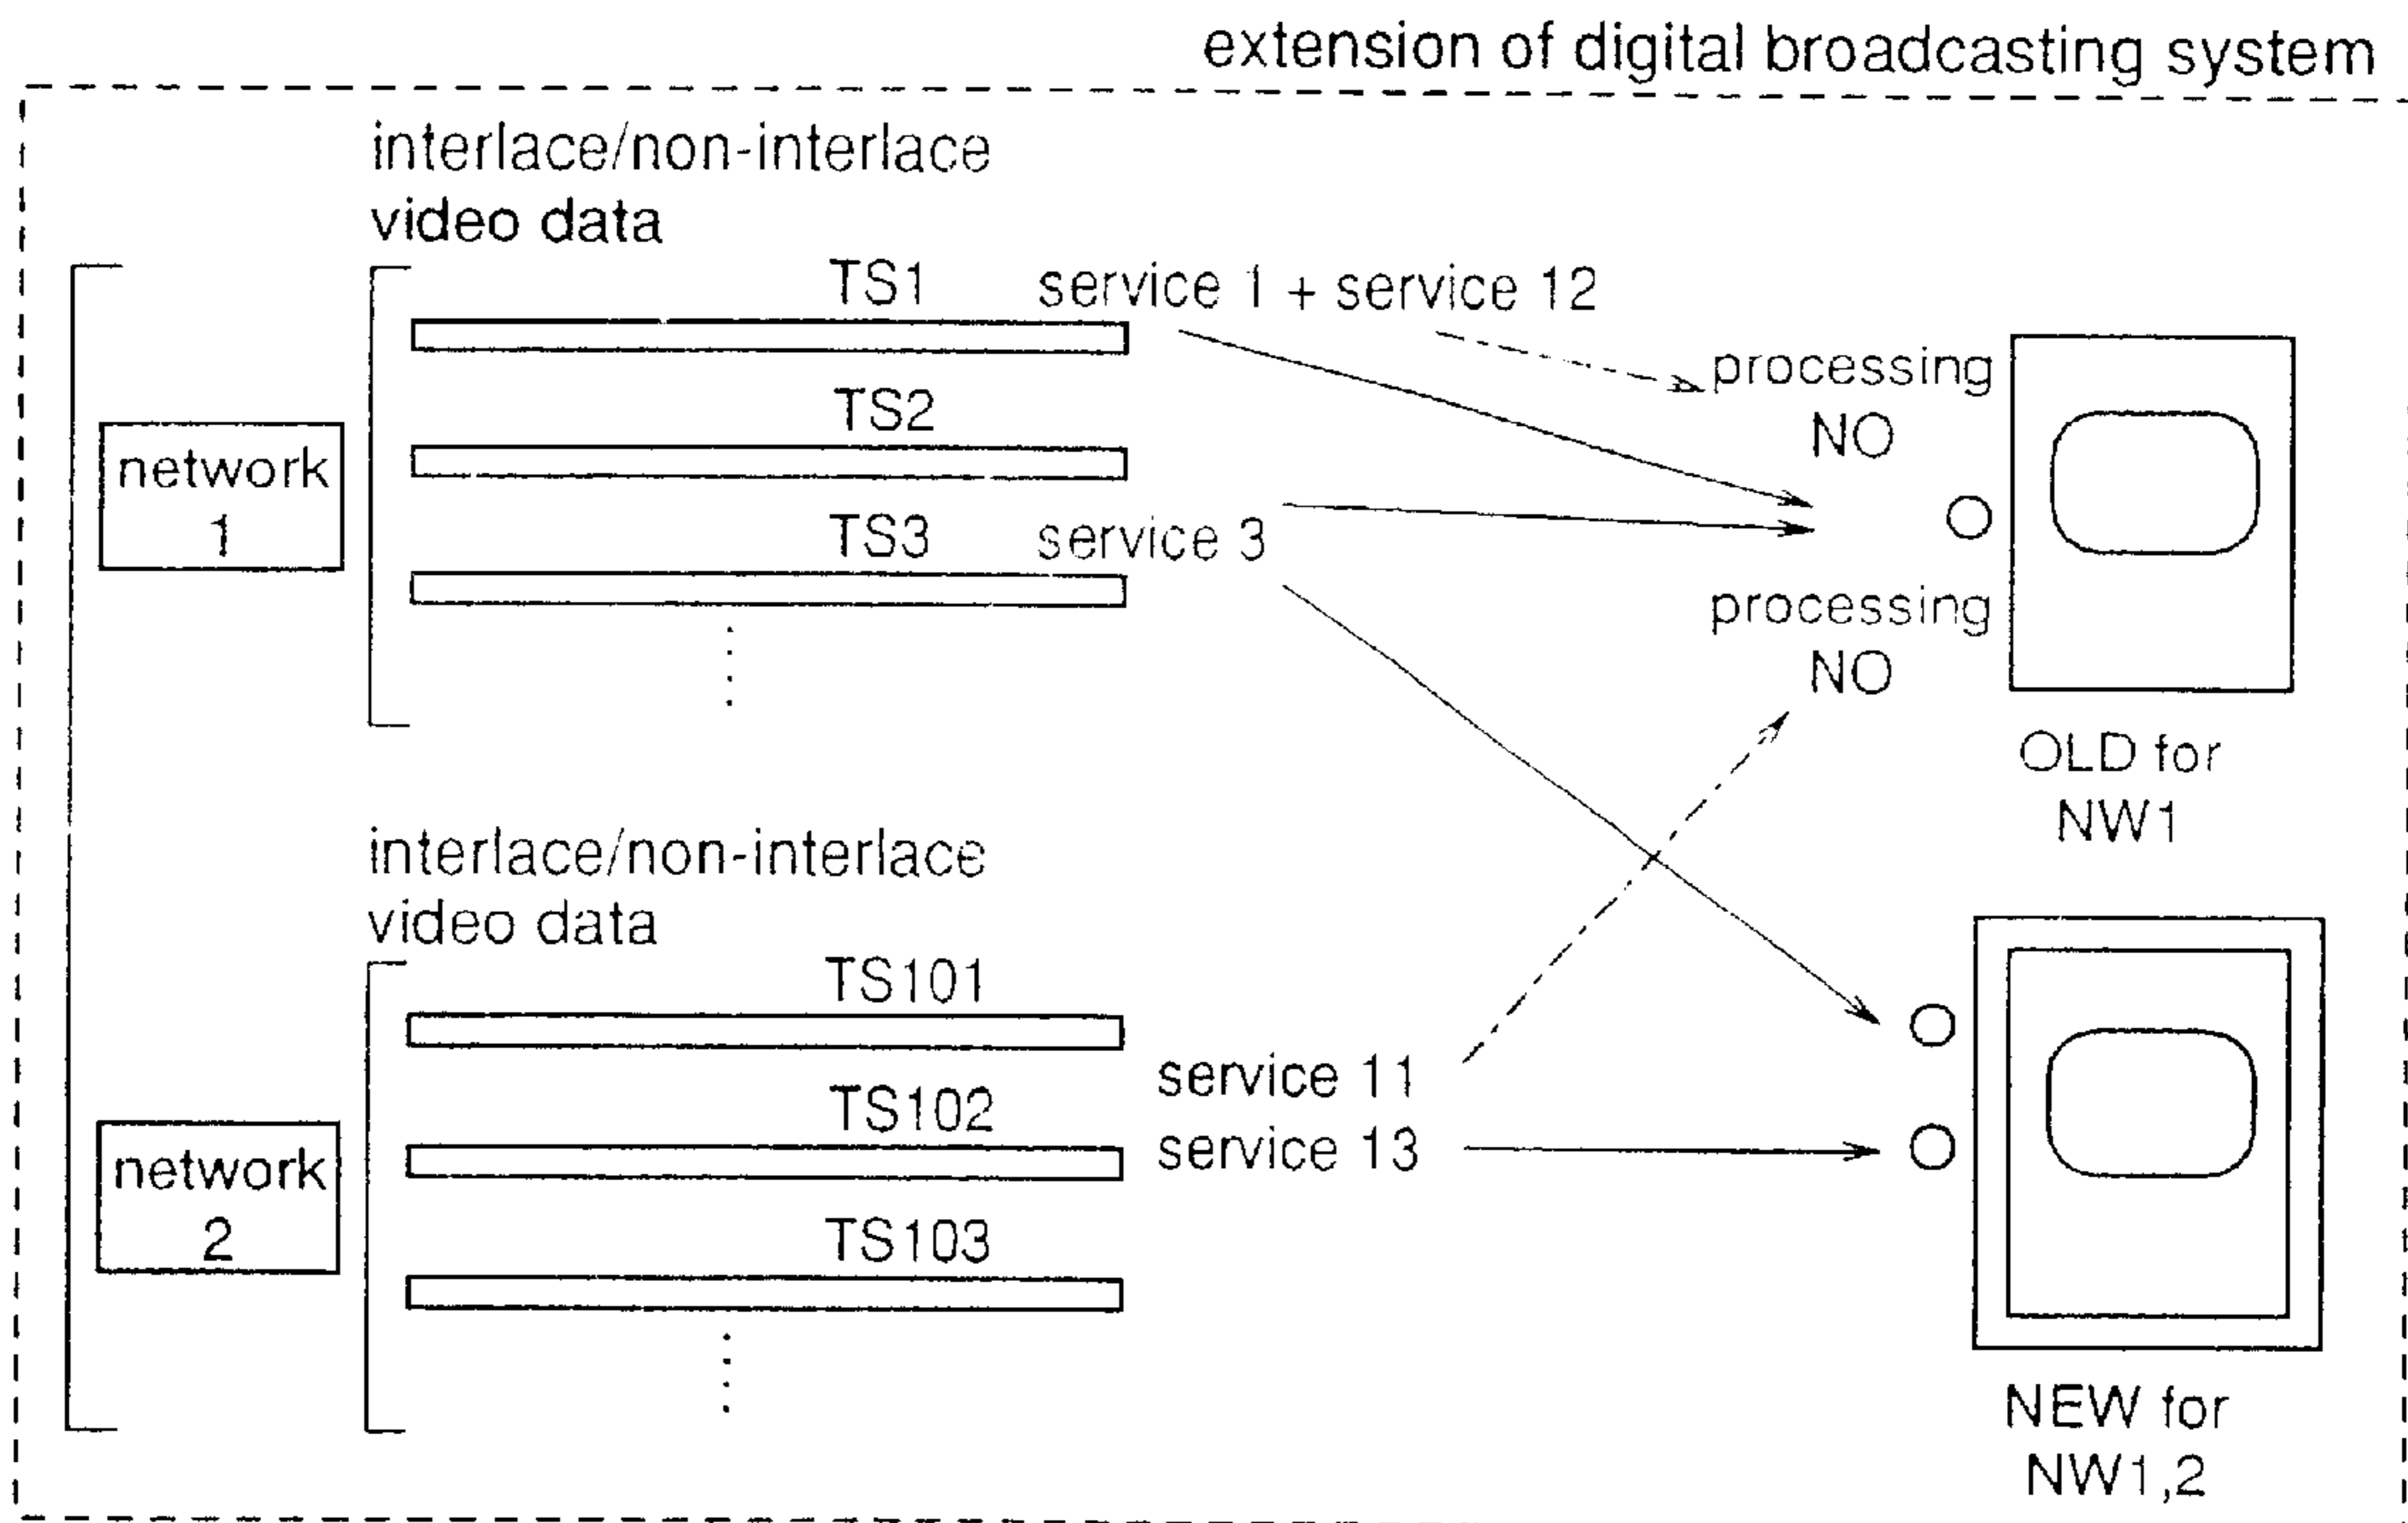 extension of digital broadcasting system
interlace/non-interlace
video data
TS1
service 1 + service 12
TS2
TS3
service 3
network
1
processing
NO
processing
NO
OLD for
NW1
interlace/non-interlace
video data
TS101
service 11
TS102
service 13
TS103
network
2
NEW for
NW1,2